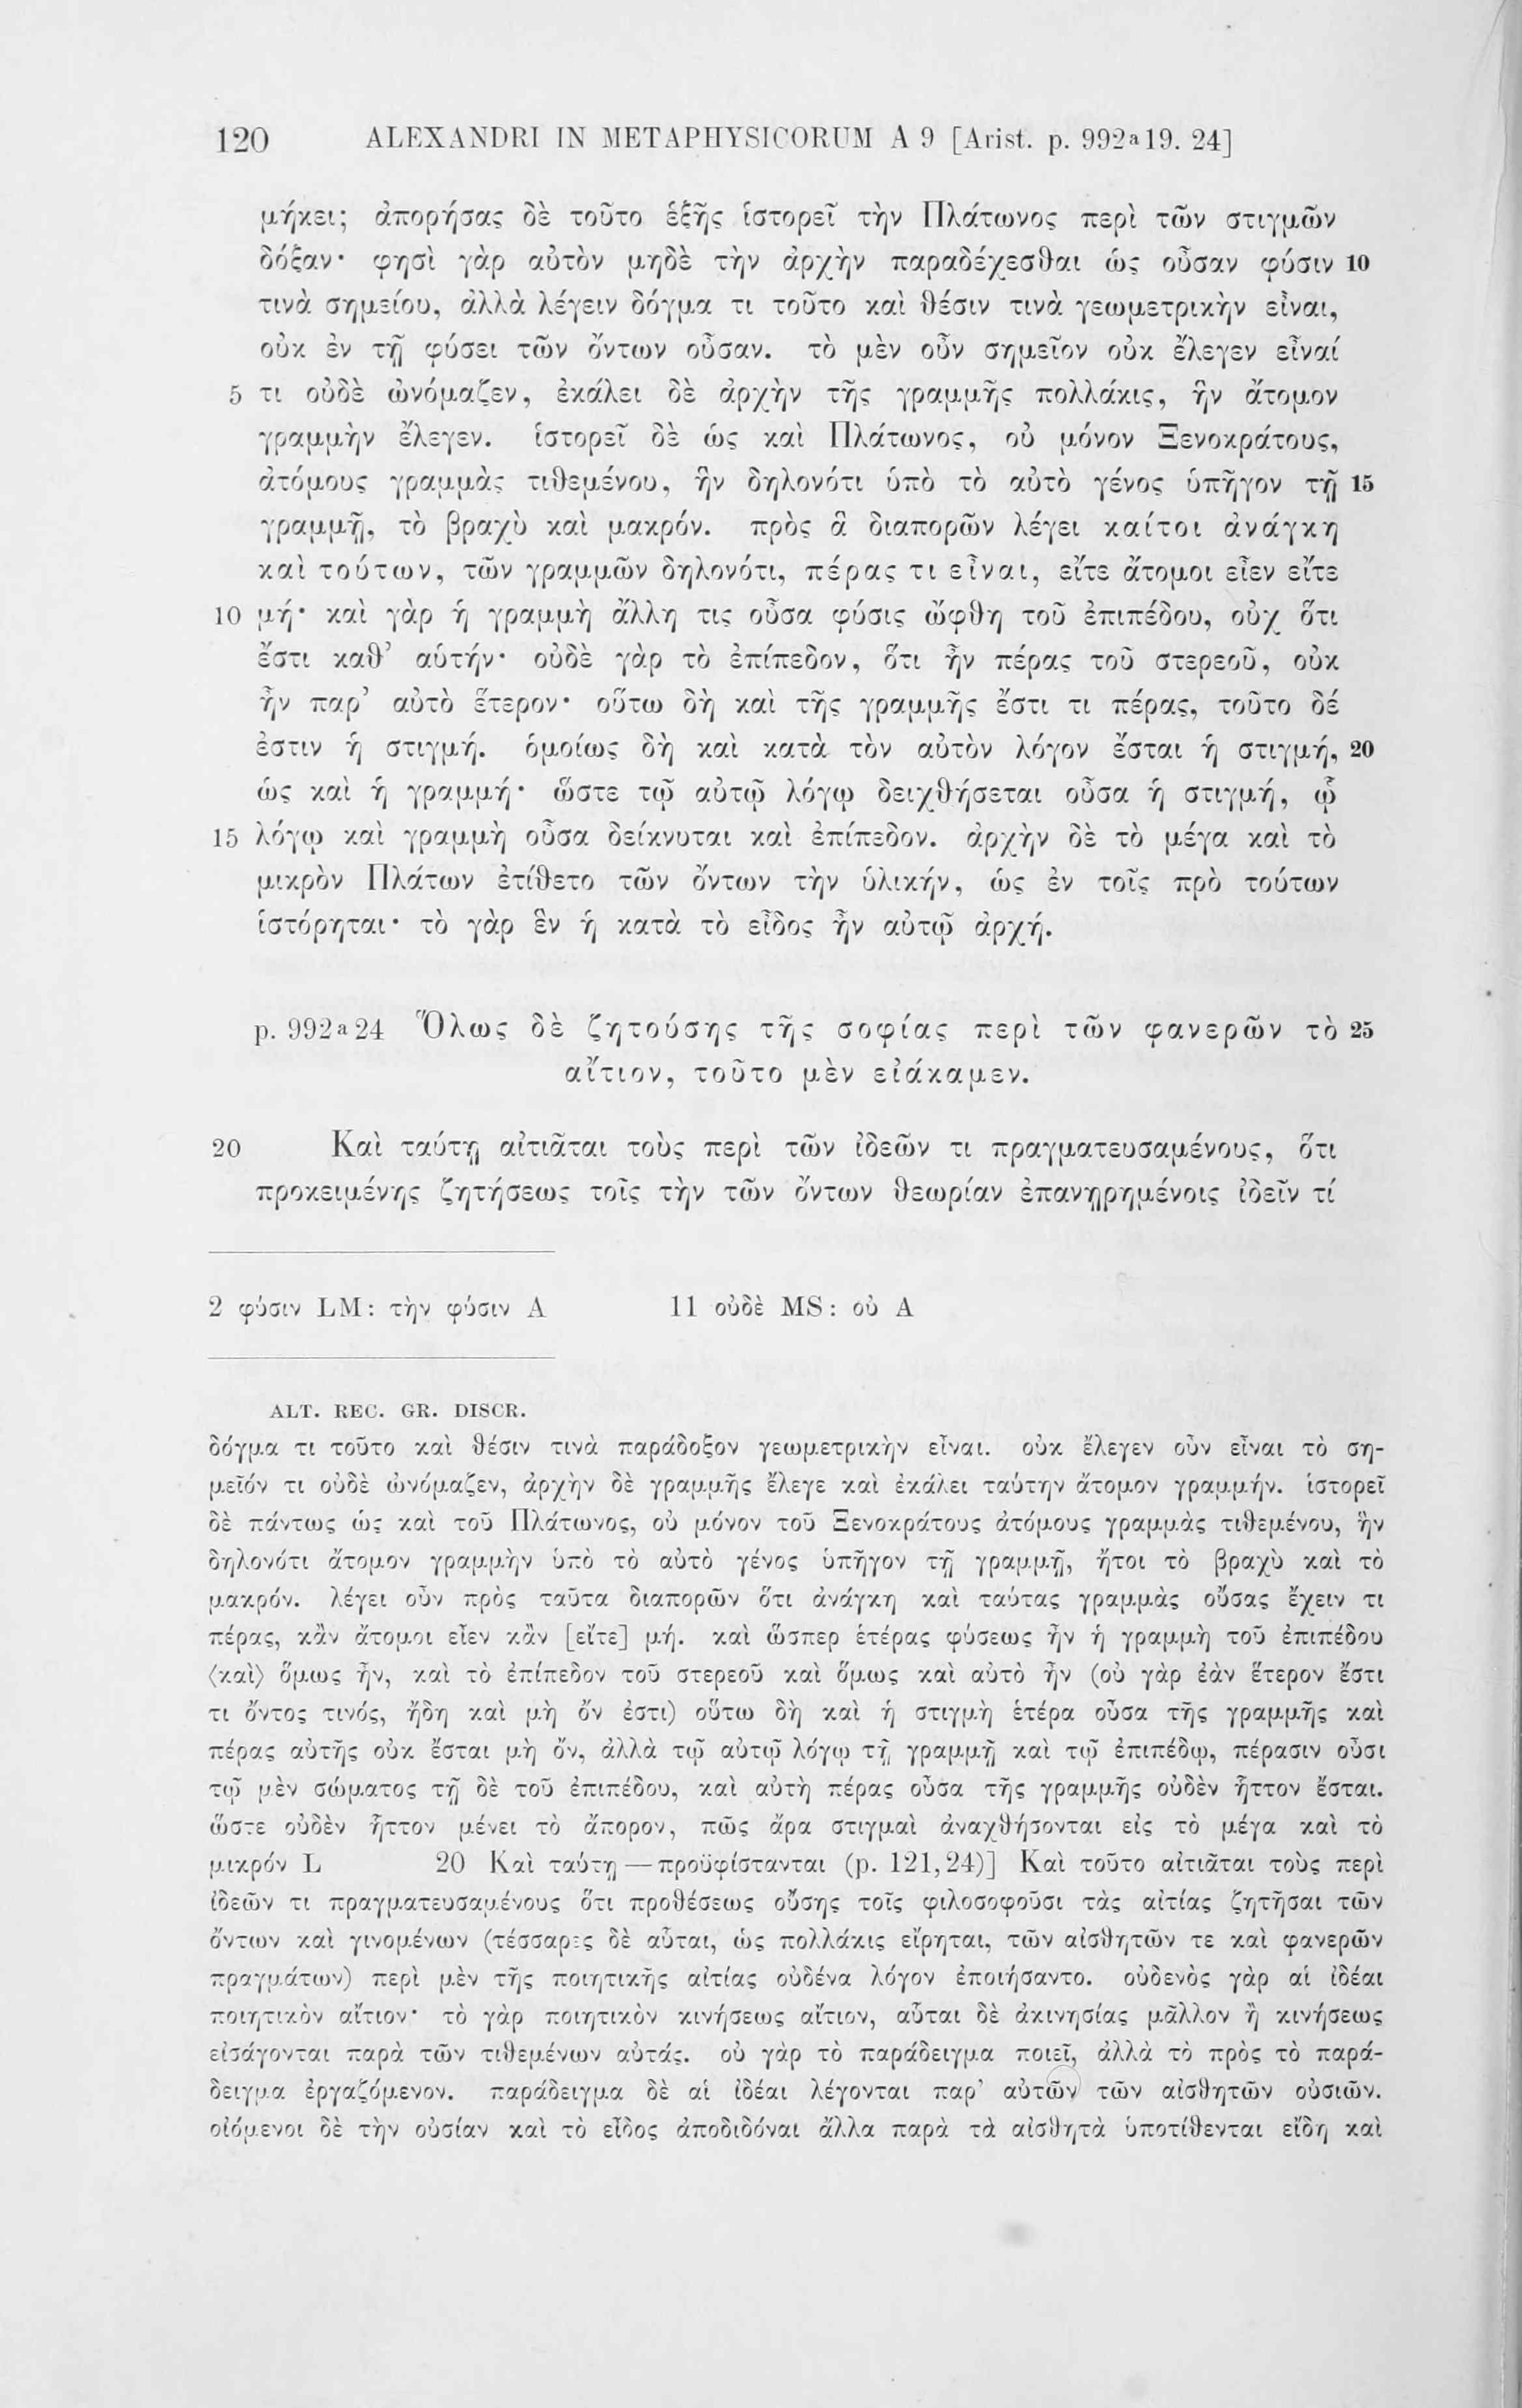 120 ALEXANDRI IN METAPHYSICORUM A 9 [Arist. p. 992a19. 24]
μήκει; ἀπορήσας δὲ τοῦτο ἑξῆς ἱστορεῖ τὴν Πλάτωνος περὶ τῶν στιγμῶν
δόξαν· φησὶ γὰρ αὐτὸν μηδὲ τὴν ἀρχὴν παραδέχεσθαι ὡς οὖσαν φύσιν 10
τινὰ σημείου, ἀλλὰ λέγειν δόγμα τι τοῦτο καὶ θέσιν τινὰ γεωμετρικὴν εἶναι,
οὐκ ἐν τῇ φύσει τῶν ὄντων οὖσαν. τὸ μὲν οὖν σημεῖον οὐκ ἔλεγεν εἶναί
5 τι οὐδὲ ὠνόμαζεν, ἐκάλει δὲ ἀρχὴν τῆς γραμμῆς πολλάκις, ἣν ἄτομον
γραμμὴν ἔλεγεν. ἱστορεῖ δὲ ὡς καὶ Πλάτωνος, οὐ μόνον Ξενοκράτους,
ἀτόμους γραμμὰς τιθεμένου, ἣν δηλονότι ὑπὸ τὸ αὐτὸ γένος ὑπῆγον τῇ 15
γραμμῇ, τὸ βραχὺ καὶ μακρόν. πρὸς ἃ διαπορῶν λέγει καίτοι ἀνάγκη
καὶ τούτων, τῶν γραμμῶν δηλονότι, πέρας τι εἶναι, εἴτε ἄτομοι εἶεν εἴτε
10 μή· καὶ γὰρ ἡ γραμμὴ ἄλλη τις οὖσα φύσις ὤφθη τοῦ ἐπιπέδου, οὐχ ὅτι
ἔστι καθ’ αὑτήν· οὐδὲ γὰρ τὸ ἐπίπεδον, ὅτι ἦν πέρας τοῦ στερεοῦ, οὐκ
ἦν παρ’ αὐτὸ ἕτερον· οὕτω δὴ καὶ τῆς γραμμῆς ἔστι τι πέρας, τοῦτο δέ
ἐστιν ἡ στιγμή. ὁμοίως δὴ καὶ κατὰ τὸν αὐτὸν λόγον ἔσται ἡ στιγμή, 20
ὡς καὶ ἡ γραμμή· ὥστε τῷ αὐτῷ λόγῳ δειχθήσεται οὖσα ἡ στιγμή, ᾧ
15 λόγῳ καὶ γραμμὴ οὖσα δείκνυται καὶ ἐπίπεδον. ἀρχὴν δὲ τὸ μέγα καὶ τὸ
μικρὸν Πλάτων ἐτίθετο τῶν ὄντων τὴν ὑλικήν, ὡς ἐν τοῖς πρὸ τούτων
ἱστόρηται· τὸ γὰρ ἓν ἡ κατὰ τὸ εἶδος ἦν αὐτῷ ἀρχή.
p. 992a24 Ὅλως δὲ ζητούσης τῆς σοφίας περὶ τῶν φανερῶν τὸ 25
αἴτιον, τοῦτο μὲν εἰάκαμεν.
20 Καὶ ταύτῃ αἰτιᾶται τοὺς περὶ τῶν ἰδεῶν τι πραγματευσαμένους, ὅτι
προκειμένης ζητήσεως τοῖς τὴν τῶν ὄντων θεωρίαν ἐπανῃρημένοις ἰδεῖν τί
2 φύσιν LM: τὴν φύσιν A 11 οὐδὲ MS: οὐ A
ALT. REC. GR. DISCR.
δόγμα τι τοῦτο καὶ θέσιν τινὰ παράδοξον γεωμετρικὴν εἶναι. οὐκ ἔλεγεν οὖν εἶναι τὸ ση-
μεῖόν τι οὐδὲ ὠνόμαζεν, ἀρχὴν δὲ γραμμῆς ἔλεγε καὶ ἐκάλει ταύτην ἄτομον γραμμήν. ἱστορεῖ
δὲ πάντως ὡς καὶ τοῦ Πλάτωνος, οὐ μόνον τοῦ Ξενοκράτους ἀτόμους γραμμὰς τιθεμένου, ἣν
δηλονότι ἄτομον γραμμὴν ὑπὸ τὸ αὐτὸ γένος ὑπῆγον τῇ γραμμῇ, ἤτοι τὸ βραχὺ καὶ τὸ
μακρόν. λέγει οὖν πρὸς ταῦτα διαπορῶν ὅτι ἀνάγκη καὶ ταύτας γραμμὰς οὔσας ἔχειν τι
πέρας, κἂν ἄτομοι εἶεν κἂν [εἴτε] μή. καὶ ὥσπερ ἑτέρας φύσεως ἦν ἡ γραμμὴ τοῦ ἐπιπέδου
⟨καὶ⟩ ὅμως ἦν, καὶ τὸ ἐπίπεδον τοῦ στερεοῦ καὶ ὅμως καὶ αὐτὸ ἦν (οὐ γὰρ ἐὰν ἕτερον ἔστι
τι ὄντος τινός, ἤδη καὶ μὴ ὄν ἐστι) οὕτω δὴ καὶ ἡ στιγμὴ ἑτέρα οὖσα τῆς γραμμῆς καὶ
πέρας αὐτῆς οὐκ ἔσται μὴ ὄν, ἀλλὰ τῷ αὐτῷ λόγῳ τῇ γραμμῇ καὶ τῷ ἐπιπέδῳ, πέρασιν οὖσι
τῷ μὲν σώματος τῇ δὲ τοῦ ἐπιπέδου, καὶ αὐτὴ πέρας οὖσα τῆς γραμμῆς οὐδὲν ἧττον ἔσται.
ὥστε οὐδὲν ἧττον μένει τὸ ἄπορον, πῶς ἄρα στιγμαὶ ἀναχθήσονται εἰς τὸ μέγα καὶ τὸ
μικρόν L 20 Καὶ ταύτῃ — προϋφίστανται (p. 121,24)] Καὶ τοῦτο αἰτιᾶται τοὺς περὶ
ἰδεῶν τι πραγματευσαμένους ὅτι προθέσεως οὔσης τοῖς φιλοσοφοῦσι τὰς αἰτίας ζητῆσαι τῶν
ὄντων καὶ γινομένων (τέσσαρες δὲ αὗται, ὡς πολλάκις εἴρηται, τῶν αἰσθητῶν τε καὶ φανερῶν
πραγμάτων) περὶ μὲν τῆς ποιητικῆς αἰτίας οὐδένα λόγον ἐποιήσαντο. οὐδενὸς γὰρ αἱ ἰδέαι
ποιητικὸν αἴτιον· τὸ γὰρ ποιητικὸν κινήσεως αἴτιον, αὗται δὲ ἀκινησίας μᾶλλον ἢ κινήσεως
εἰσάγονται παρὰ τῶν τιθεμένων αὐτάς. οὐ γὰρ τὸ παράδειγμα ποιεῖ, ἀλλὰ τὸ πρὸς τὸ παρά-
δειγμα ἐργαζόμενον. παράδειγμα δὲ αἱ ἰδέαι λέγονται παρ’ αὐτῶν τῶν αἰσθητῶν οὐσιῶν.
οἰόμενοι δὲ τὴν οὐσίαν καὶ τὸ εἶδος ἀποδιδόναι ἄλλα παρὰ τὰ αἰσθητὰ ὑποτίθενται εἴδη καὶ